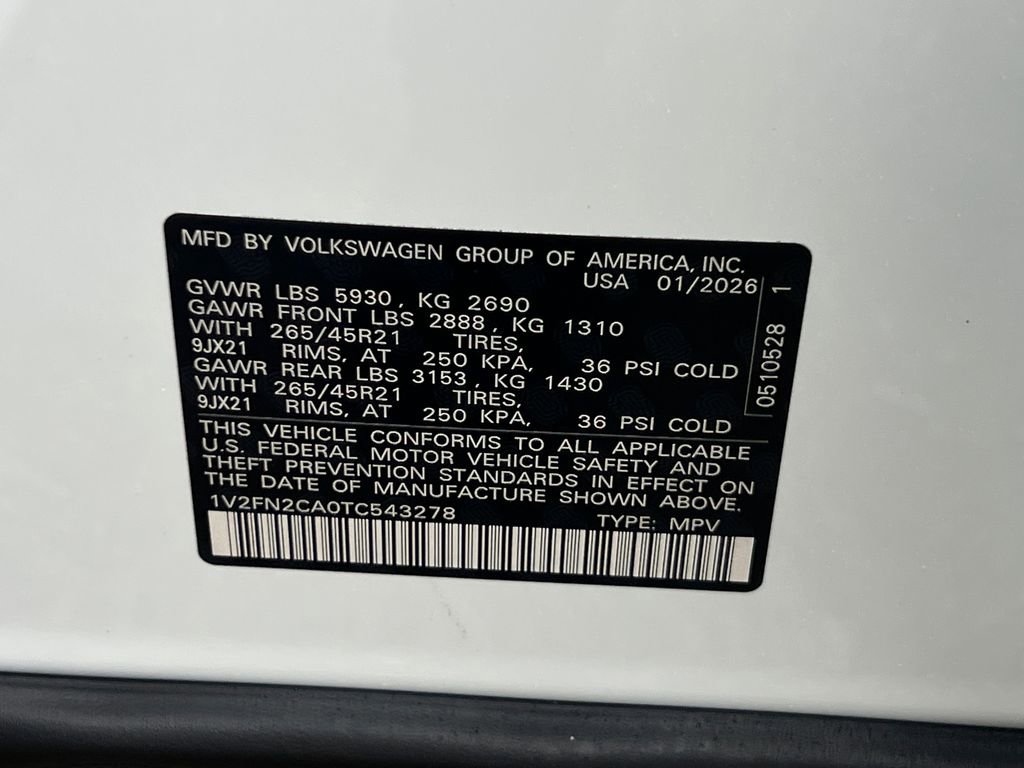 MFD BY VOLKSWAGEN GROUP OF AMERICA, INC.
USA 01/2026
GVWR LBS 5930, KG 2690
GAWR FRONT LBS 2888, KG 1310
WITH 265/45R21 TIRES,
9JX21 RIMS, AT 250 KPA, 36 PSI COLD
GAWR REAR LBS 3153, KG 1430
WITH 265/45R21 TIRES,
9JX21 RIMS, AT 250 KPA, 36 PSI COLD
0510528 1
THIS VEHICLE CONFORMS TO ALL APPLICABLE
U.S. FEDERAL MOTOR VEHICLE SAFETY AND
THEFT PREVENTION STANDARDS IN EFFECT ON
THE DATE OF MANUFACTURE SHOWN ABOVE.
1V2FN2CA0TC543278 TYPE: MPV